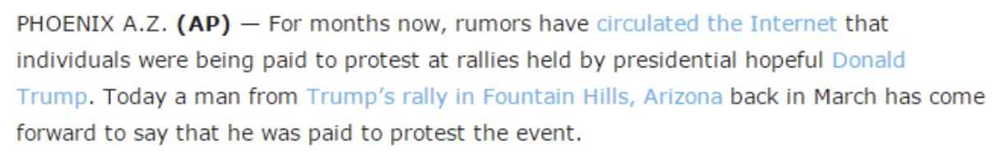 PHOENIX A.Z. (AP) — For months now, rumors have circulated the Internet that
individuals were being paid to protest at rallies held by presidential hopeful Donald
Trump. Today a man from Trump’s rally in Fountain Hills, Arizona back in March has come
forward to say that he was paid to protest the event.